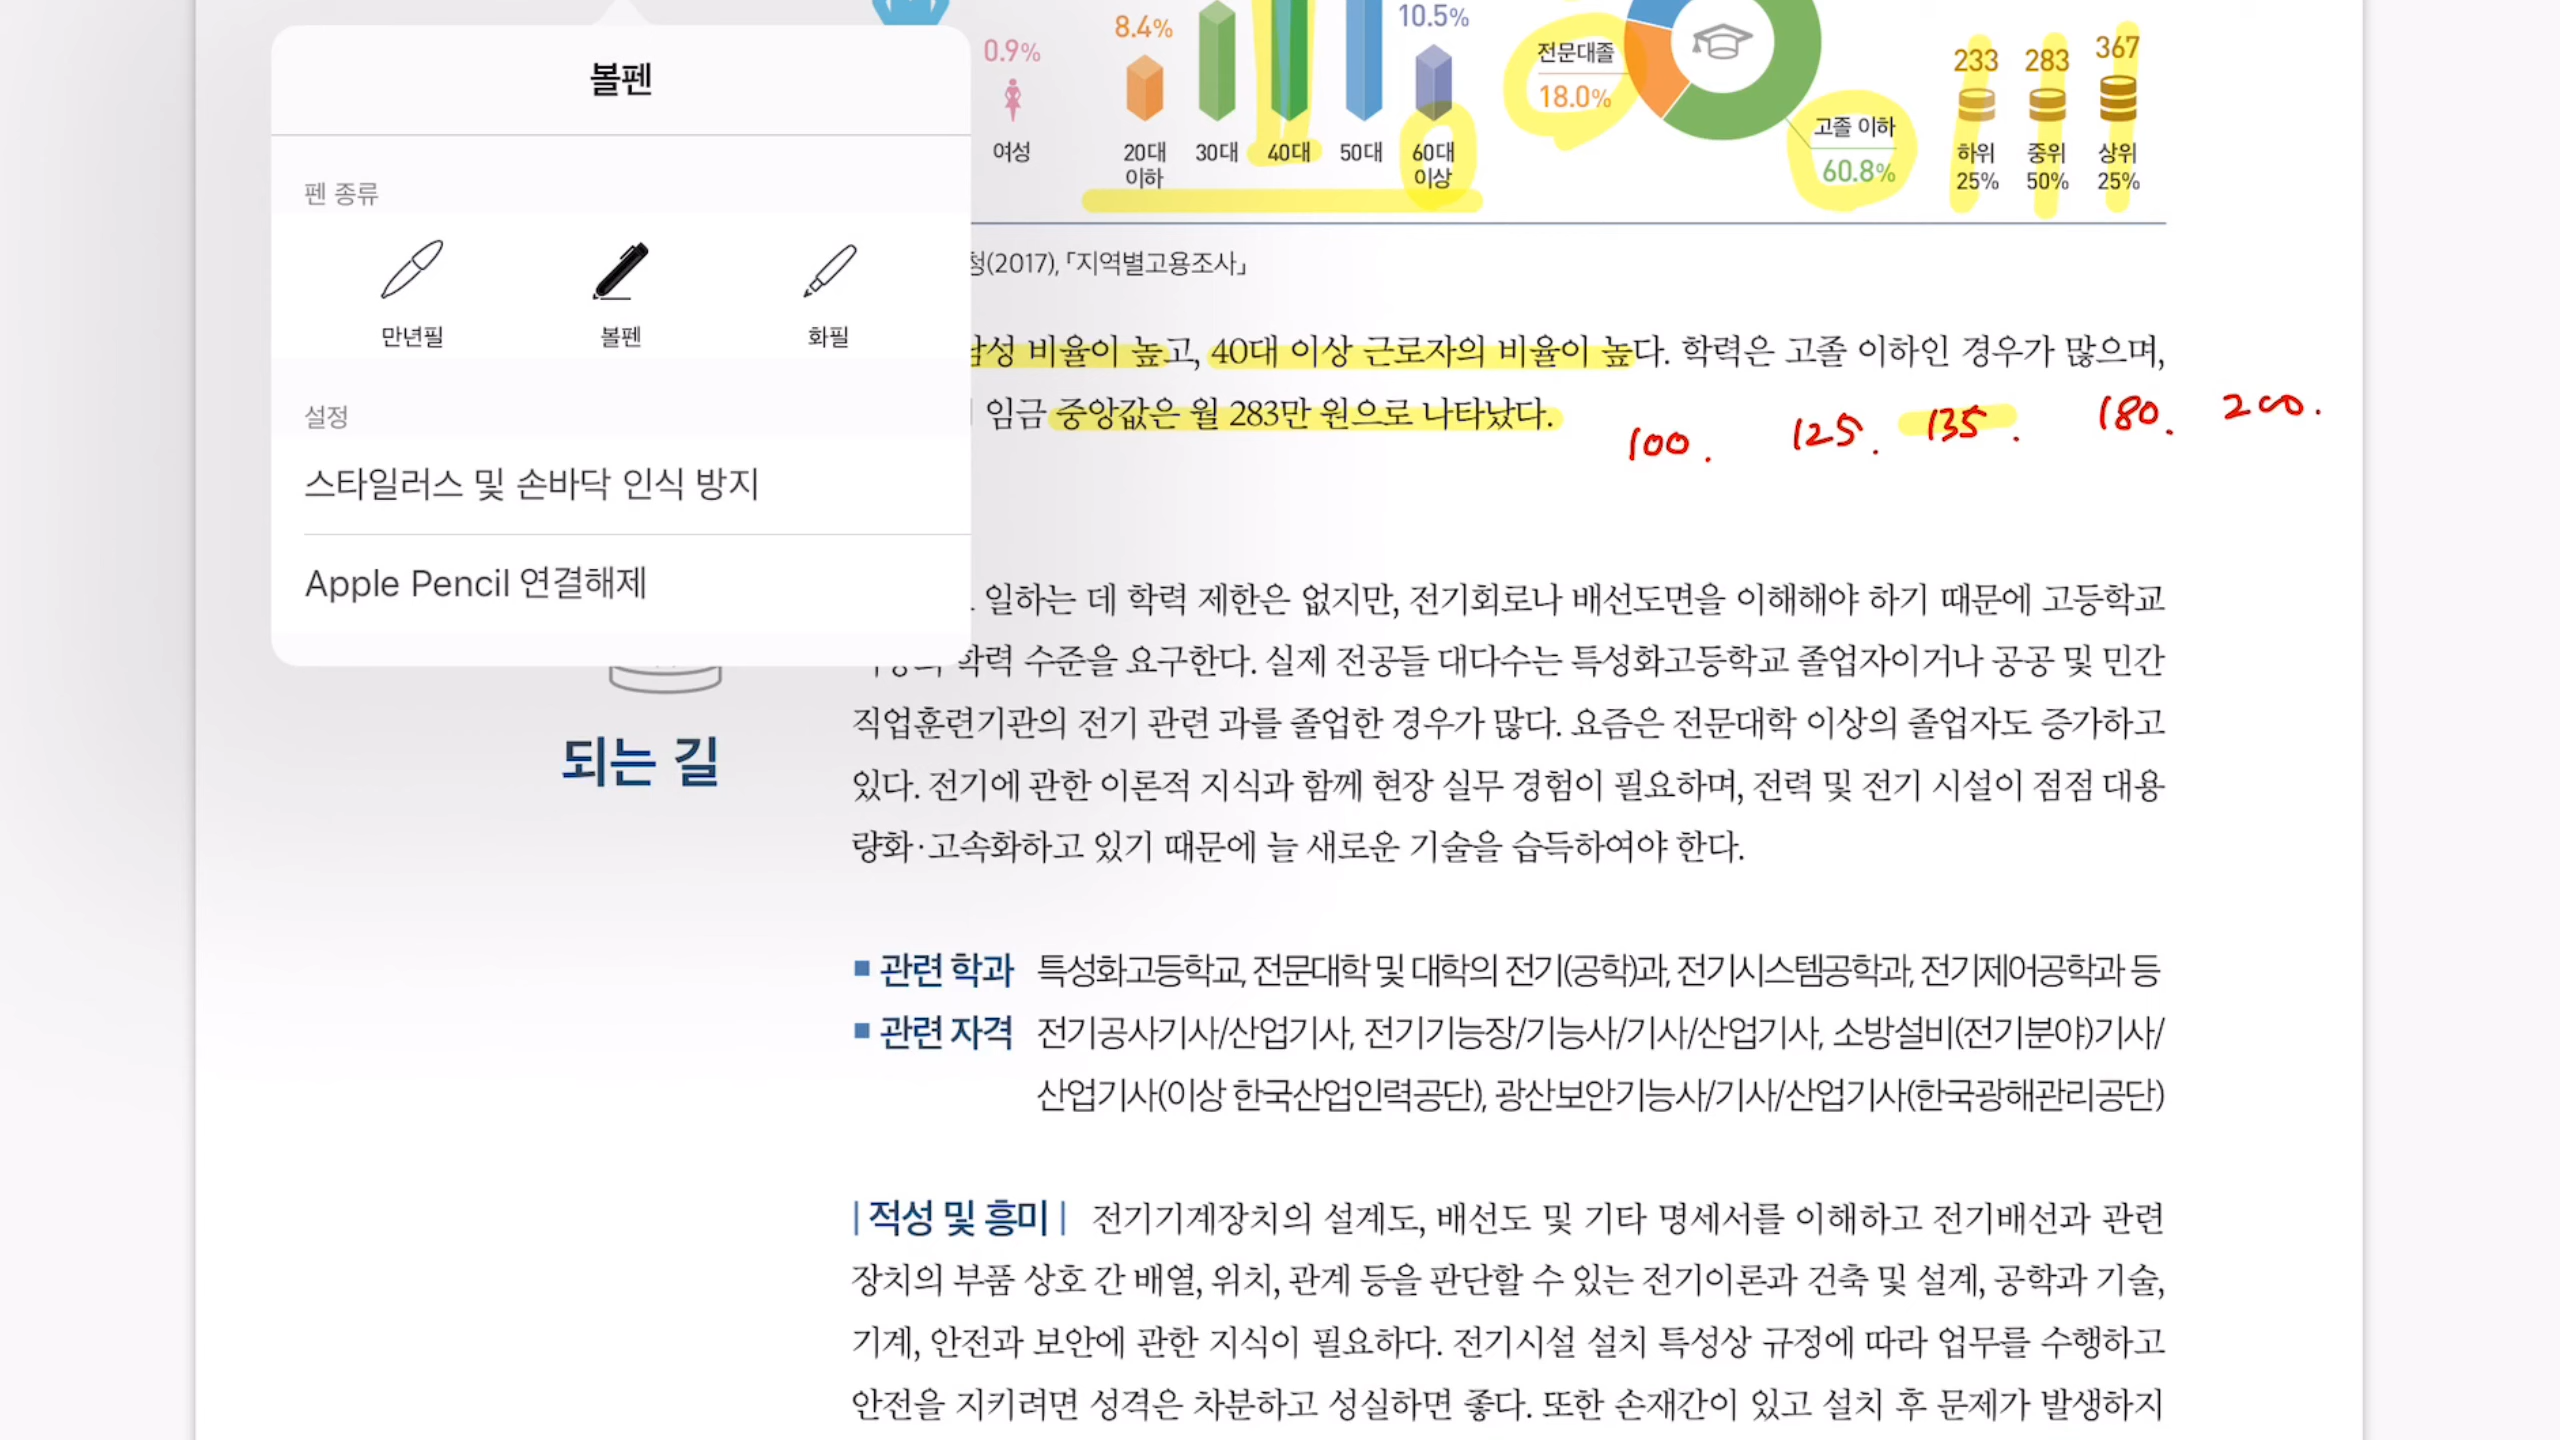 볼펜
펜 종류
만년필
볼펜
화필
설정
스타일러스 및 손바닥 인식 방지
Apple Pencil 연결해제
0.9%
여성
8.4%
10.5%
20대
이하
30대
40대
50대
60대
이상
전문대졸
18.0%
고졸 이하
60.8%
233
283
367
하위
25%
중위
50%
상위
25%
청(2017), 「지역별고용조사」
남성 비율이 높고, 40대 이상 근로자의 비율이 높다. 학력은 고졸 이하인 경우가 많으며,
임금 중앙값은 월 283만 원으로 나타났다.
100. 125. 135. 180. 200.
되는 길
일하는 데 학력 제한은 없지만, 전기회로나 배선도면을 이해해야 하기 때문에 고등학교
학력 수준을 요구한다. 실제 전공들 대다수는 특성화고등학교 졸업자이거나 공공 및 민간
직업훈련기관의 전기 관련 과를 졸업한 경우가 많다. 요즘은 전문대학 이상의 졸업자도 증가하고
있다. 전기에 관한 이론적 지식과 함께 현장 실무 경험이 필요하며, 전력 및 전기 시설이 점점 대용
량화·고속화하고 있기 때문에 늘 새로운 기술을 습득하여야 한다.
■ 관련 학과 특성화고등학교, 전문대학 및 대학의 전기(공학)과, 전기시스템공학과, 전기제어공학과 등
■ 관련 자격 전기공사기사/산업기사, 전기기능장/기능사/기사/산업기사, 소방설비(전기분야)기사/
산업기사(이상 한국산업인력공단), 광산보안기능사/기사/산업기사(한국광해관리공단)
| 적성 및 흥미 | 전기기계장치의 설계도, 배선도 및 기타 명세서를 이해하고 전기배선과 관련
장치의 부품 상호 간 배열, 위치, 관계 등을 판단할 수 있는 전기이론과 건축 및 설계, 공학과 기술,
기계, 안전과 보안에 관한 지식이 필요하다. 전기시설 설치 특성상 규정에 따라 업무를 수행하고
안전을 지키려면 성격은 차분하고 성실하면 좋다. 또한 손재간이 있고 설치 후 문제가 발생하지